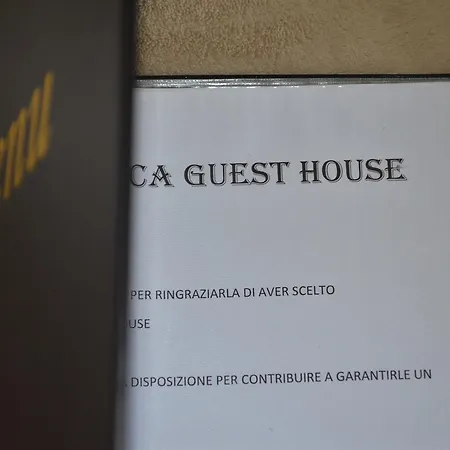 CA GUEST HOUSE
PER RINGRAZIARLA DI AVER SCELTO
USE
DISPOSIZIONE PER CONTRIBUIRE A GARANTIRLE UN